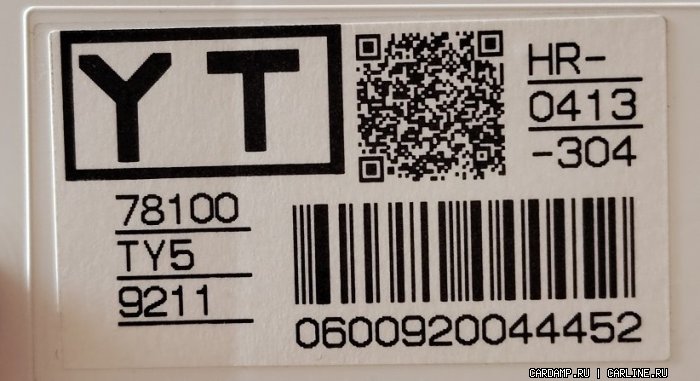 YT
HR-
0413
-304
78100
TY5
9211
0600920044452
CARDAMP.RU | CARLINE.RU